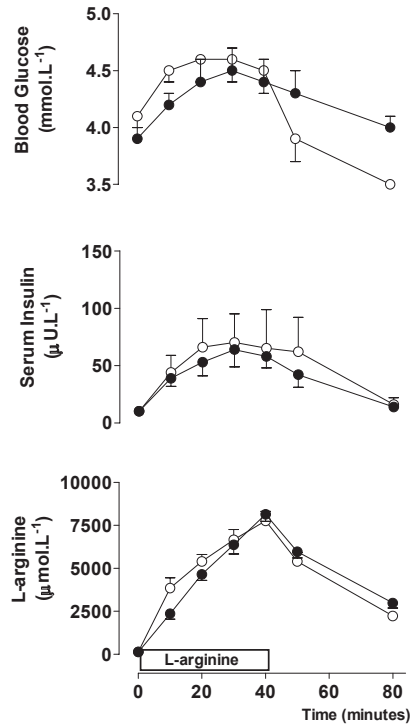 5.0
4.5
4.0
3.5
Blood Glucose
(mmol.L-1)
150
100
50
0
Serum Insulin
(μU.L-1)
10000
7500
5000
2500
0
L-arginine
(μmol.L-1)
L-arginine
0 20 40 60 80
Time (minutes)